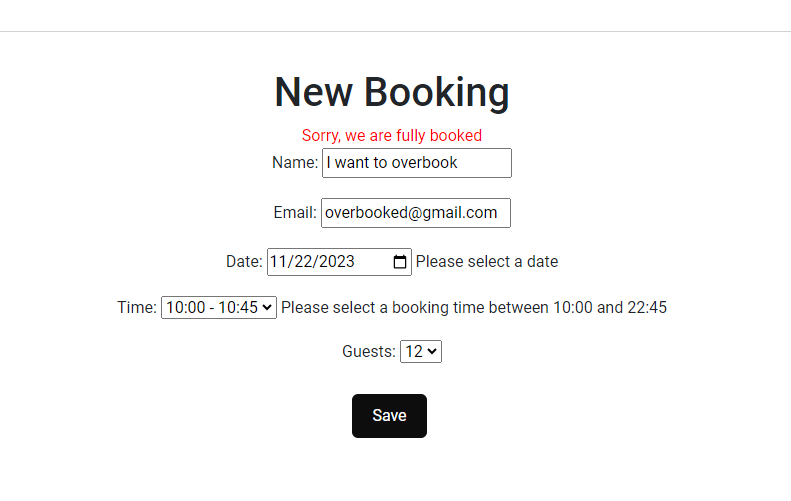 New Booking
Sorry, we are fully booked
Name: I want to overbook
Email: overbooked@gmail.com
Date: 11/22/2023 Please select a date
Time: 10:00 - 10:45 Please select a booking time between 10:00 and 22:45
Guests: 12
Save